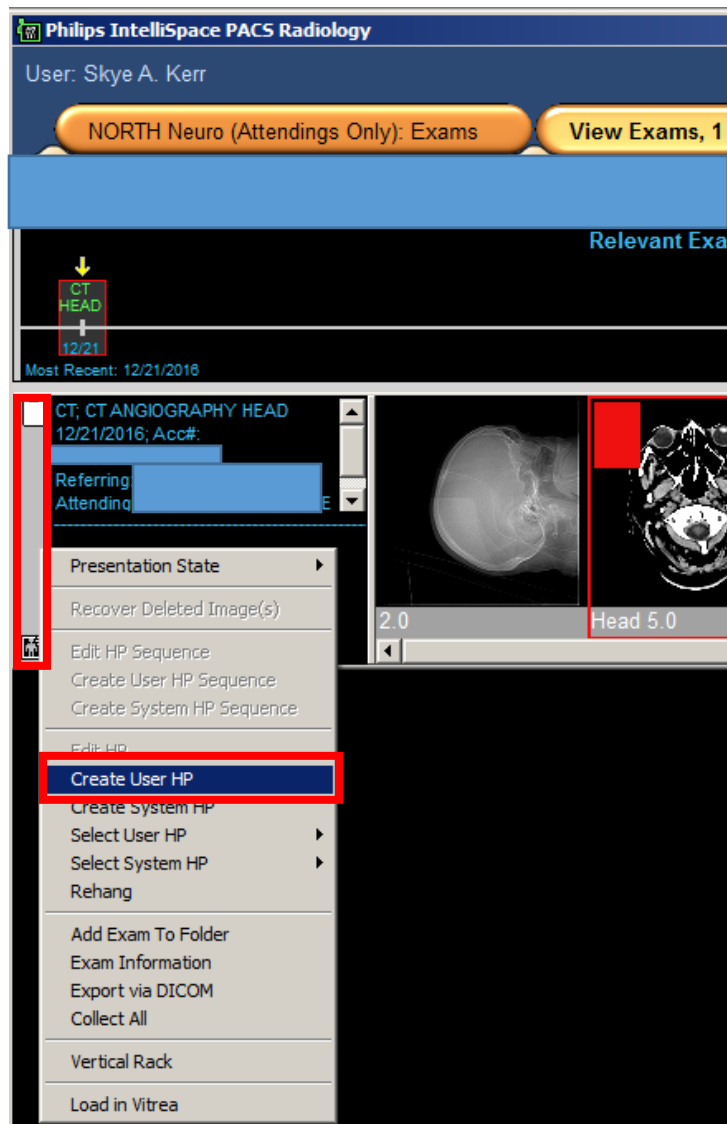 Philips IntelliSpace PACS Radiology
User: Skye A. Kerr
NORTH Neuro (Attendings Only): Exams
View Exams, 1
Relevant Exa
CT
HEAD
12/21
Most Recent: 12/21/2016
CT; CT ANGIOGRAPHY HEAD
12/21/2016; Acc#:
Referring:
Attending
E
2.0
Head 5.0
Presentation State
Recover Deleted Image(s)
Edit HP Sequence
Create User HP Sequence
Create System HP Sequence
Edit HP
Create User HP
Create System HP
Select User HP
Select System HP
Rehang
Add Exam To Folder
Exam Information
Export via DICOM
Collect All
Vertical Rack
Load in Vitrea